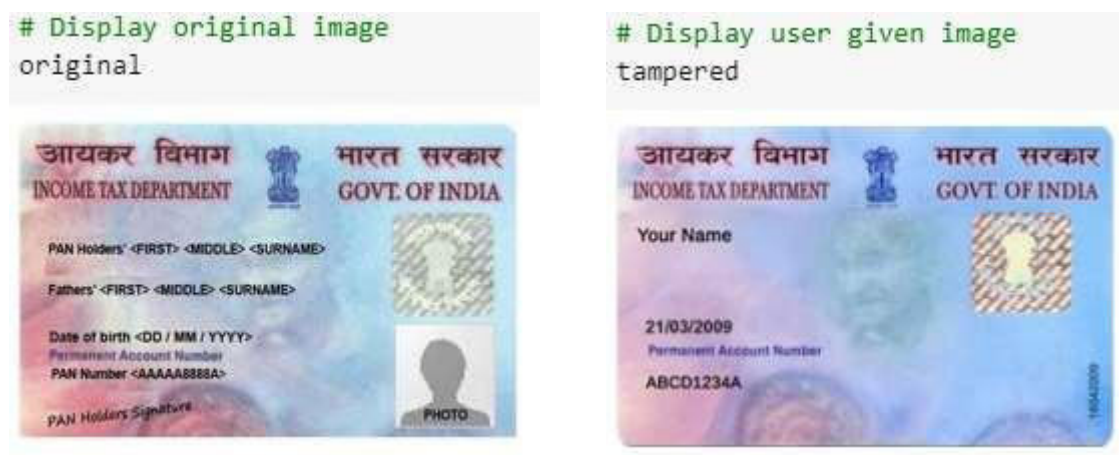 # Display original image
original
आयकर विभाग
INCOME TAX DEPARTMENT
भारत सरकार
GOVT. OF INDIA
PAN Holders' <FIRST> <MIDDLE> <SURNAME>
Fathers' <FIRST> <MIDDLE> <SURNAME>
Date of birth <DD / MM / YYYY>
Permanent Account Number
PAN Number <AAAAA8888A>
PAN Holders Signature
PHOTO
# Display user given image
tampered
आयकर विभाग
INCOME TAX DEPARTMENT
भारत सरकार
GOVT. OF INDIA
Your Name
21/03/2009
Permanent Account Number
ABCD1234A